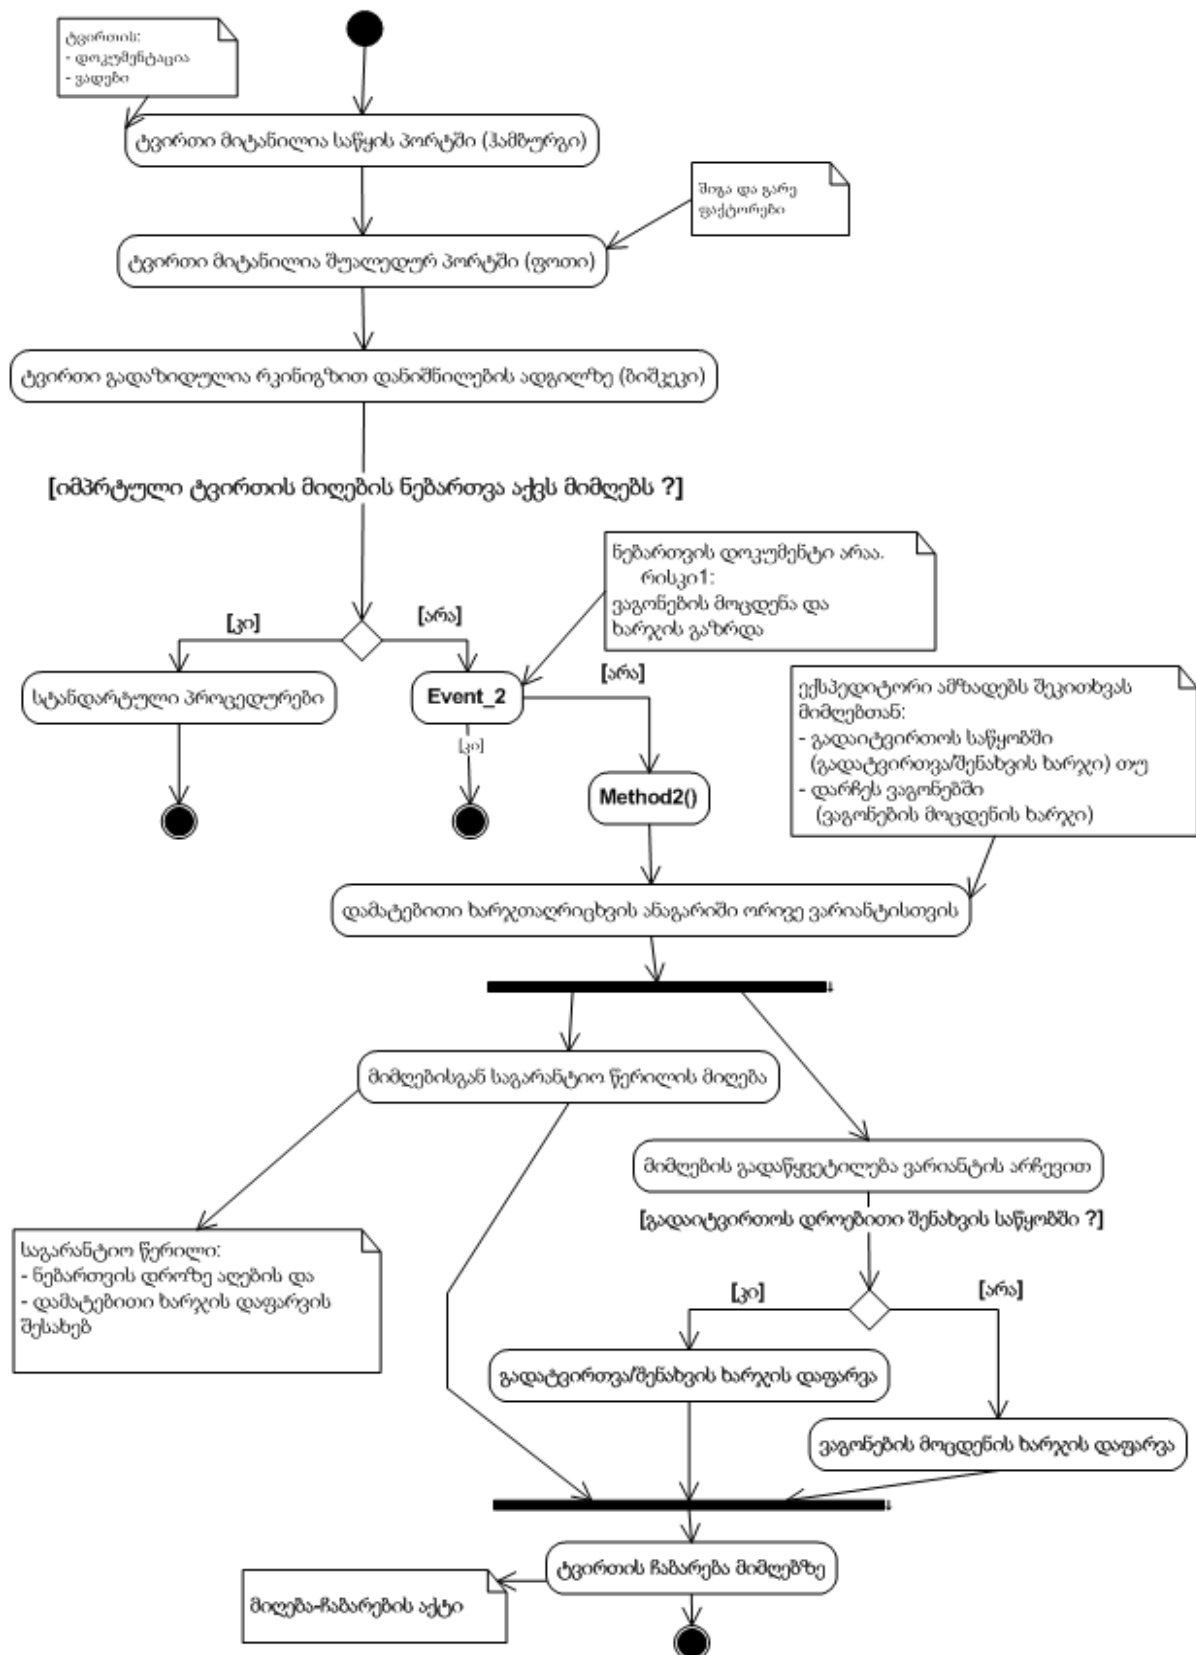 ტვირთის:
- დოკუმენტაცია
- ვადები
ტვირთი მიტანილია საწყის პორტში (ჰამბურგი)
შიგა და გარე
ფაქტორები
ტვირთი მიტანილია შუალედურ პორტში (ფოთი)
ტვირთი გადაზიდულია რკინიგზით დანიშნილების ადგილზე (ბიშკეკი)
[იმპრტული ტვირთის მიღების ნებართვა აქვს მიმღებს ?]
ნებართვის დოკუმენტი არაა.
რისკი1:
ვაგონების მოცდენა და
ხარჯის გაზრდა
[კი]
[არა]
[არა]
სტანდარტული პროცედურები
Event_2
[კი]
ექსპედიტორი ამზადებს შეკითხვას
მიმღებთან:
- გადაიტვირთოს საწყობში
(გადატვირთვა/შენახვის ხარჯი) თუ
- დარჩეს ვაგონებში
(ვაგონების მოცდენის ხარჯი)
Method2()
დამატებითი ხარჯთაღრიცხვის ანაგარიში ორივე ვარიანტისთვის
მიმღებისგან საგარანტიო წერილის მიღება
მიმღების გადაწყვეტილება ვარიანტის არჩევით
[გადაიტვირთოს დროებითი შენახვის საწყობში ?]
საგარანტიო წერილი:
- ნებართვის დროზე აღების და
- დამატებითი ხარჯის დაფარვის
შესახებ
[კი]
[არა]
გადატვირთვა/შენახვის ხარჯის დაფარვა
ვაგონების მოცდენის ხარჯის დაფარვა
ტვირთის ჩაბარება მიმღებზე
მიღება-ჩაბარების აქტი